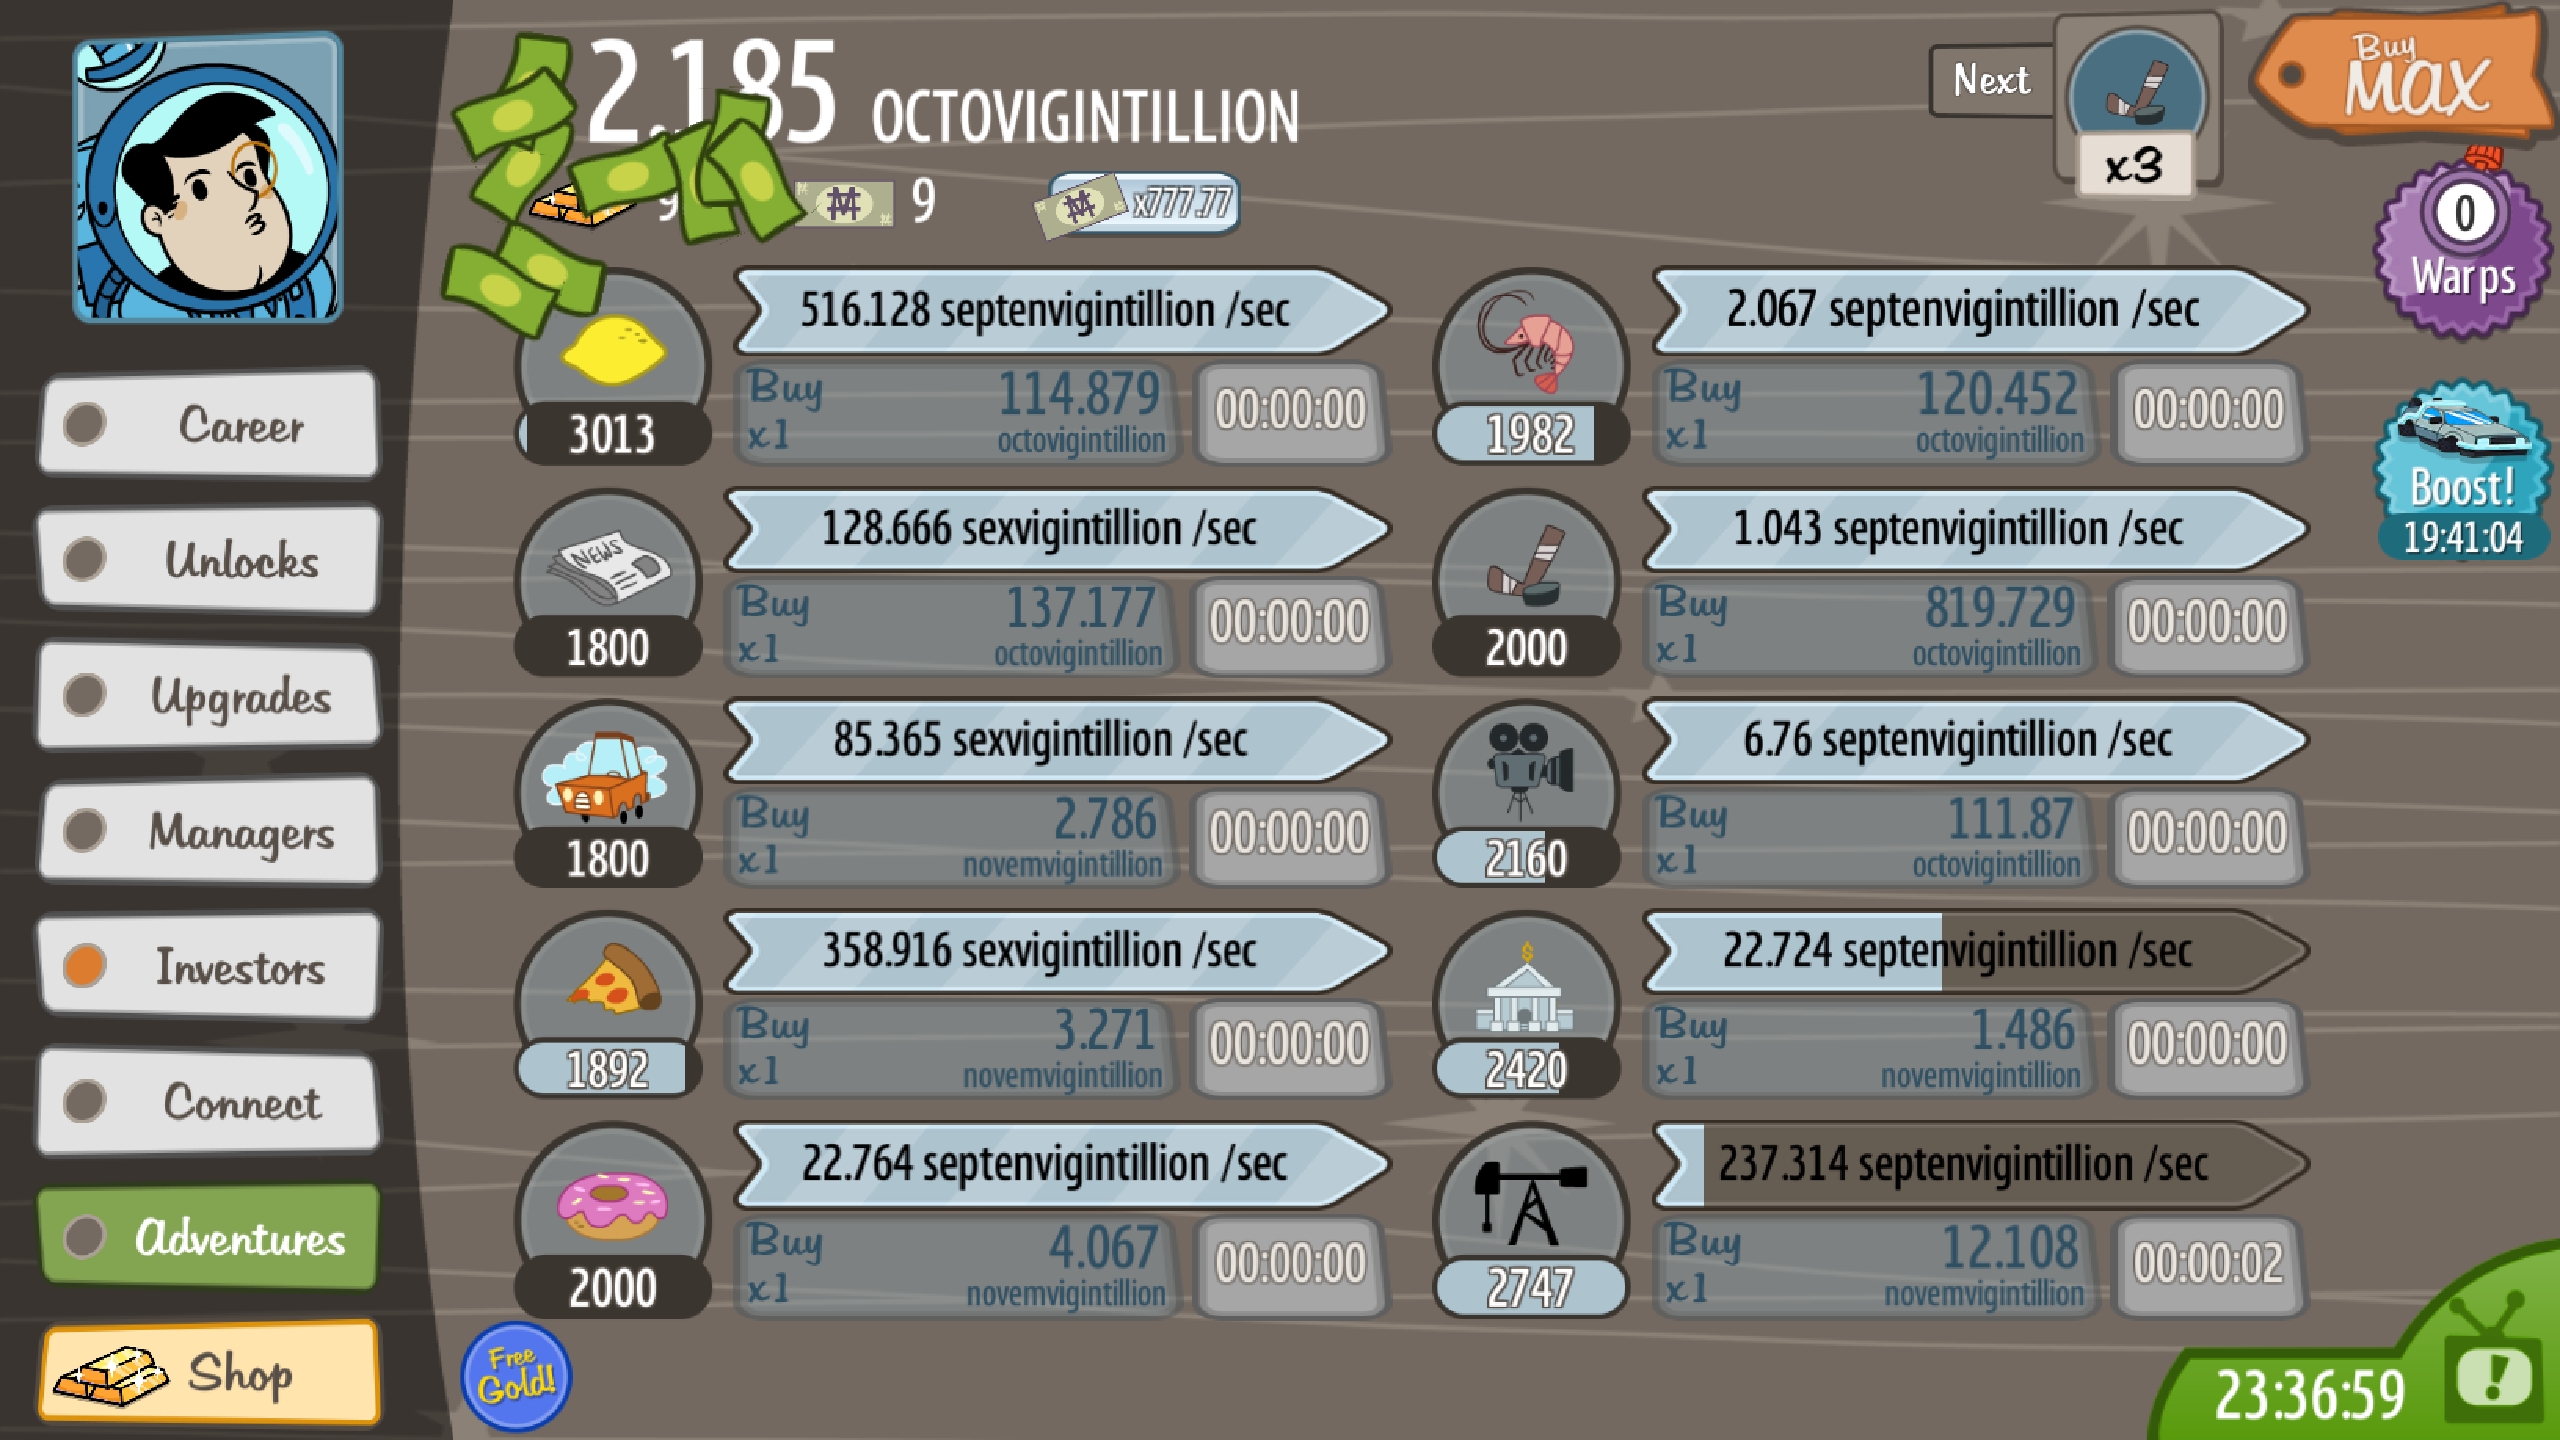 2.185 OCTOVIGINTILLION
Next
x3
Buy
MAX
9
9
x777.77
0
Warps
Boost!
19:41:04
Career
Unlocks
Upgrades
Managers
Investors
Connect
Adventures
Shop
516.128 septenvigintillion /sec
3013
Buy
x1
114.879
octovigintillion
00:00:00
2.067 septenvigintillion /sec
1982
Buy
x1
120.452
octovigintillion
00:00:00
128.666 sexvigintillion /sec
NEWS
1800
Buy
x1
137.177
octovigintillion
00:00:00
1.043 septenvigintillion /sec
2000
Buy
x1
819.729
octovigintillion
00:00:00
85.365 sexvigintillion /sec
1800
Buy
x1
2.786
novemvigintillion
00:00:00
6.76 septenvigintillion /sec
2160
Buy
x1
111.87
octovigintillion
00:00:00
358.916 sexvigintillion /sec
1892
Buy
x1
3.271
novemvigintillion
00:00:00
22.724 septenvigintillion /sec
2420
Buy
x1
1.486
novemvigintillion
00:00:00
22.764 septenvigintillion /sec
2000
Buy
x1
4.067
novemvigintillion
00:00:00
237.314 septenvigintillion /sec
2747
Buy
x1
12.108
novemvigintillion
00:00:02
Free
Gold!
23:36:59
!